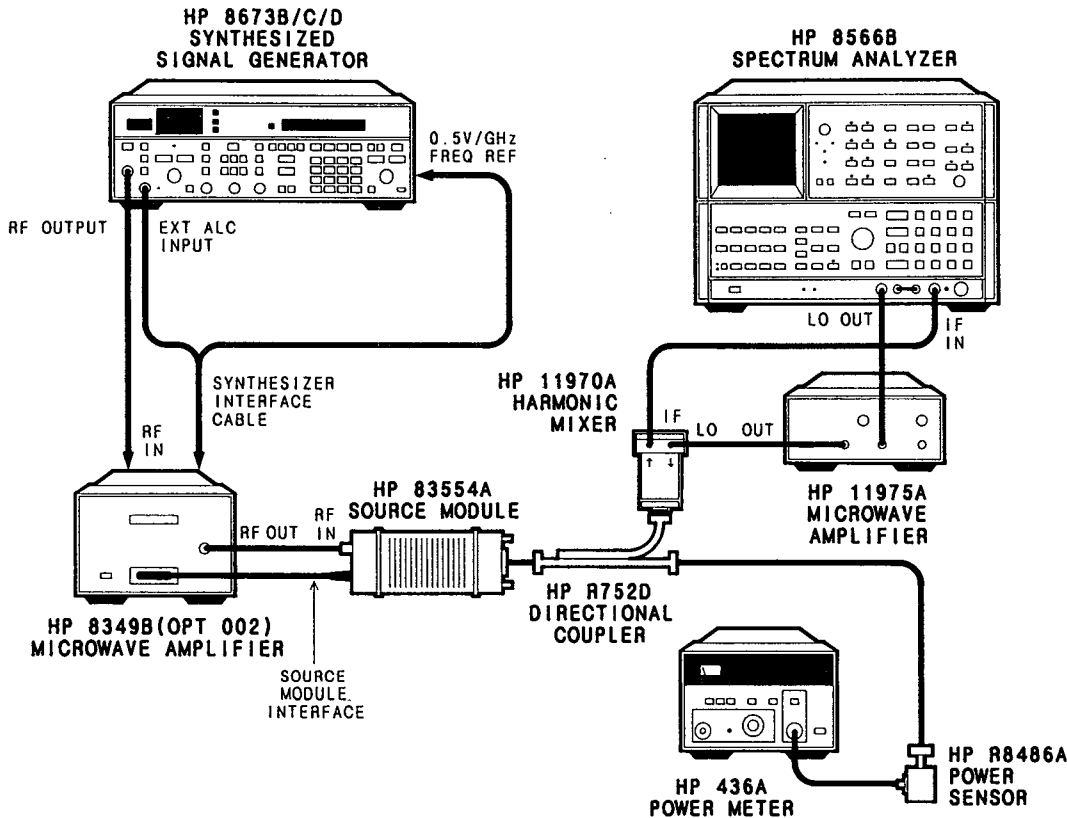 HP 8673B/C/D
SYNTHESIZED
SIGNAL GENERATOR
HP 8566B
SPECTRUM ANALYZER
0.5V/GHz
FREQ REF
RF OUTPUT
EXT ALC
INPUT
LO OUT
IF
IN
SYNTHESIZER
INTERFACE
CABLE
HP 11970A
HARMONIC
MIXER
IF
LO OUT
RF
IN
HP 11975A
MICROWAVE
AMPLIFIER
HP 83554A
SOURCE MODULE
RF OUT
RF
IN
HP R752D
DIRECTIONAL
COUPLER
HP 8349B(OPT 002)
MICROWAVE AMPLIFIER
SOURCE
MODULE
INTERFACE
HP 436A
POWER METER
HP R8486A
POWER
SENSOR